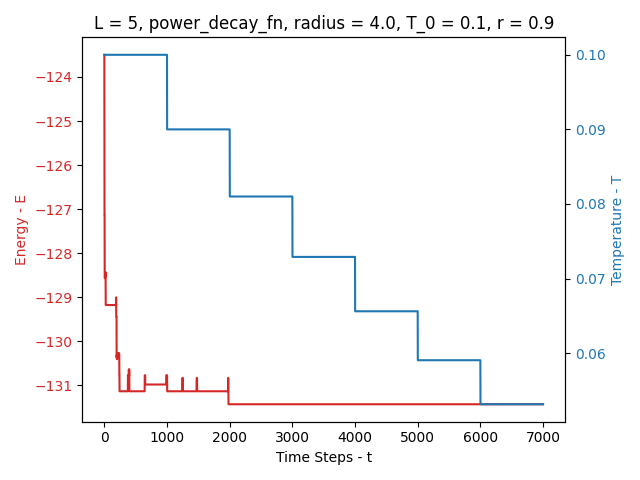 L = 5, power_decay_fn, radius = 4.0, T_0 = 0.1, r = 0.9
−124
−125
−126
−127
−128
−129
−130
−131
Energy - E
0.10
0.09
0.08
0.07
0.06
Temperature - T
0 1000 2000 3000 4000 5000 6000 7000
Time Steps - t